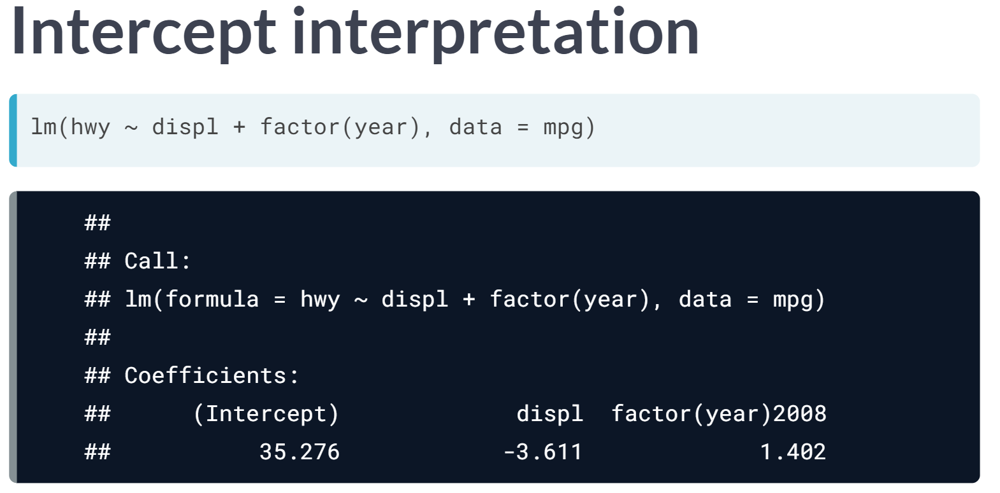 Intercept interpretation
lm(hwy ~ displ + factor(year), data = mpg)
##
## Call:
## lm(formula = hwy ~ displ + factor(year), data = mpg)
##
## Coefficients:
##      (Intercept)             displ  factor(year)2008
##           35.276            -3.611             1.402